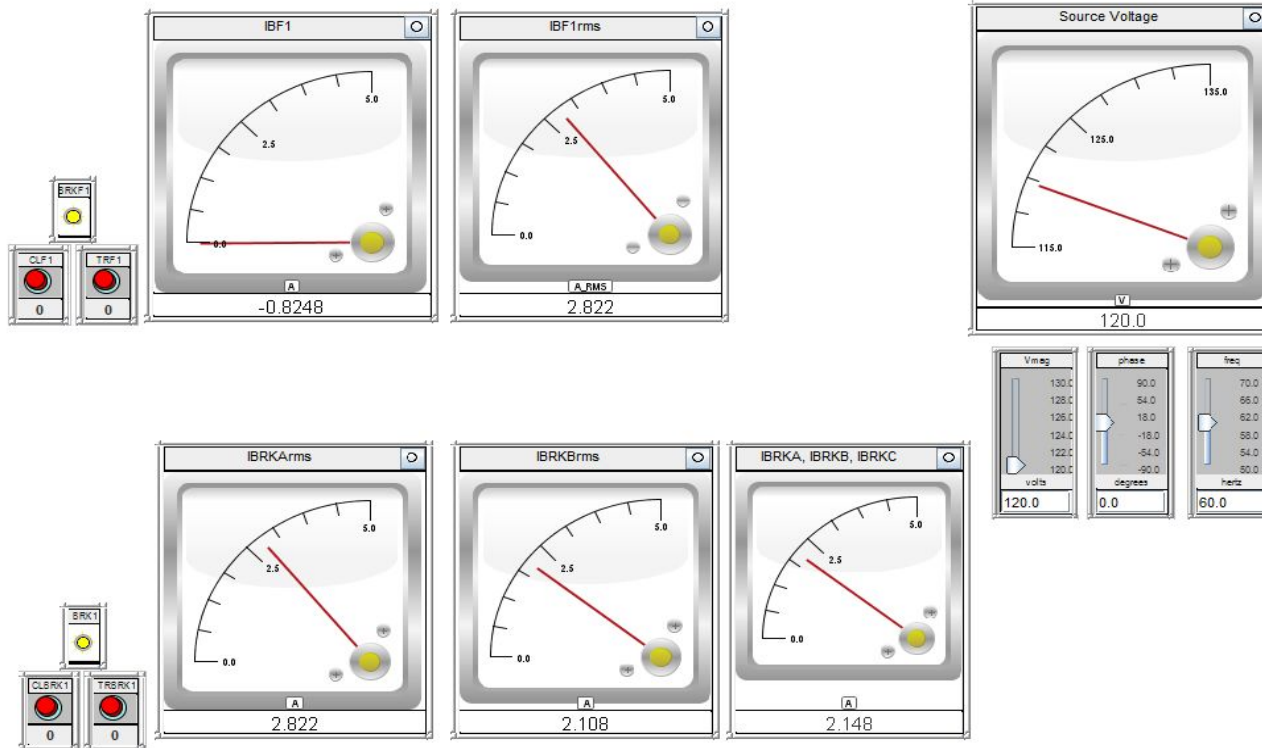 IBF1
5.0
2.5
0.0
A
-0.8248
IBF1rms
5.0
2.5
0.0
A_RMS
2.822
Source Voltage
135.0
125.0
115.0
V
120.0
BRKF1
CLF1
0
TRF1
0
Vmag
130.0
128.0
126.0
124.0
122.0
120.0
volts
120.0
phase
90.0
54.0
18.0
-18.0
-54.0
-90.0
degrees
0.0
freq
70.0
66.0
62.0
58.0
54.0
50.0
hertz
60.0
IBRKArms
5.0
2.5
0.0
A
2.822
IBRKBrms
5.0
2.5
0.0
A
2.108
IBRKA, IBRKB, IBRKC
5.0
2.5
0.0
A
2.148
BRK1
CLBRK1
0
TRBRK1
0